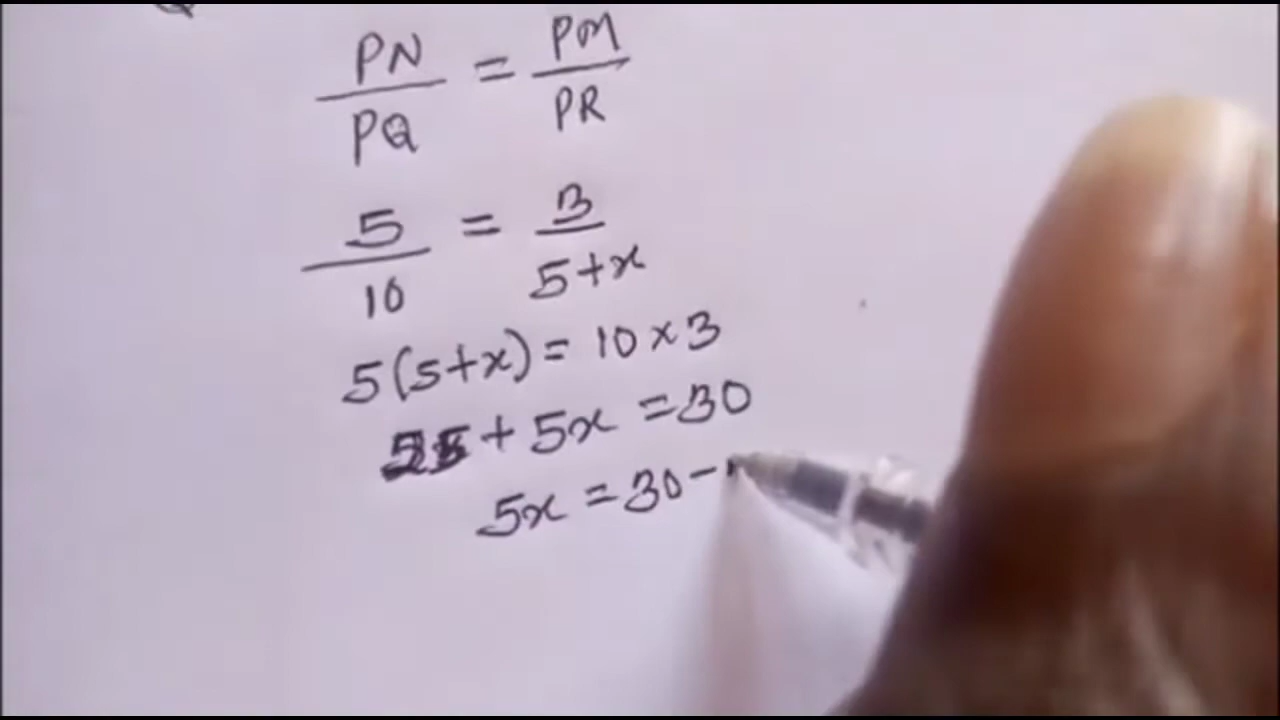 PN/PQ = PM/PR
5/10 = 3/5+x
5(5+x) = 10 × 3
25 + 5x = 30
5x = 30 -